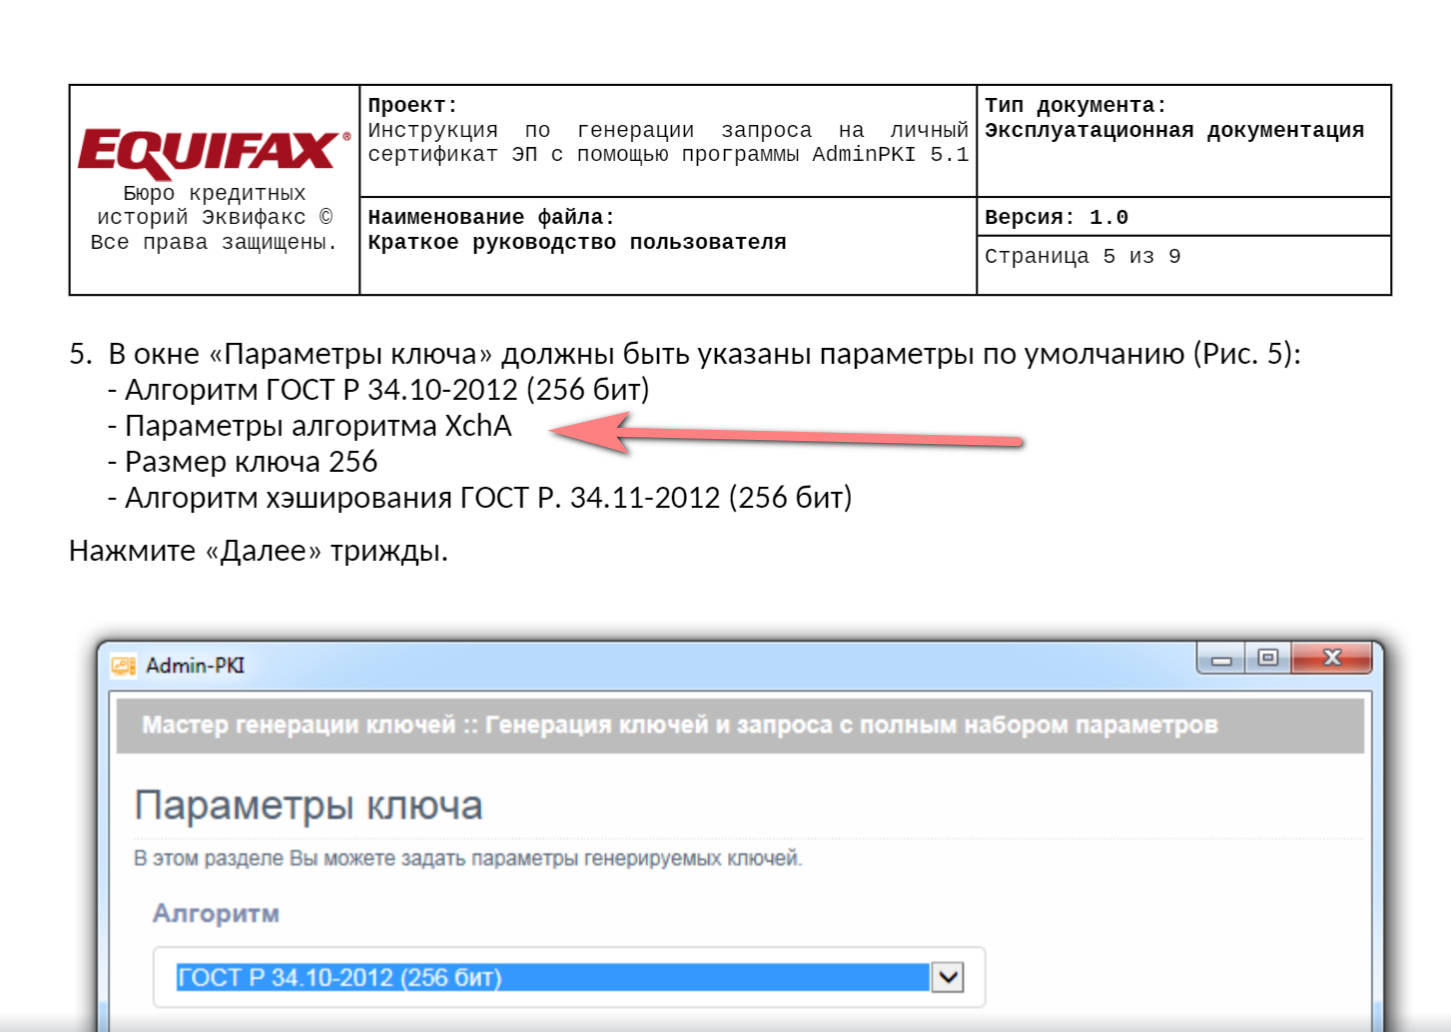 EQUIFAX®
Бюро кредитных
историй Эквифакс ©
Все права защищены.
Проект:
Инструкция по генерации запроса на личный
сертификат ЭП с помощью программы AdminPKI 5.1
Тип документа:
Эксплуатационная документация
Наименование файла:
Краткое руководство пользователя
Версия: 1.0
Страница 5 из 9
5. В окне «Параметры ключа» должны быть указаны параметры по умолчанию (Рис. 5):
- Алгоритм ГОСТ Р 34.10-2012 (256 бит)
- Параметры алгоритма XchA
- Размер ключа 256
- Алгоритм хэширования ГОСТ Р. 34.11-2012 (256 бит)
Нажмите «Далее» трижды.
Admin-PKI
Мастер генерации ключей :: Генерация ключей и запроса с полным набором параметров
Параметры ключа
В этом разделе Вы можете задать параметры генерируемых ключей.
Алгоритм
ГОСТ Р 34.10-2012 (256 бит)